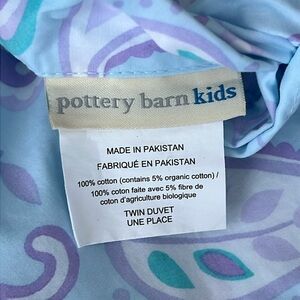 pottery barn kids
MADE IN PAKISTAN
FABRIQUÉ EN PAKISTAN
100% cotton (contains 5% organic cotton) /
100% coton faite avec 5% fibre de
coton d'agriculture biologique
TWIN DUVET
UNE PLACE